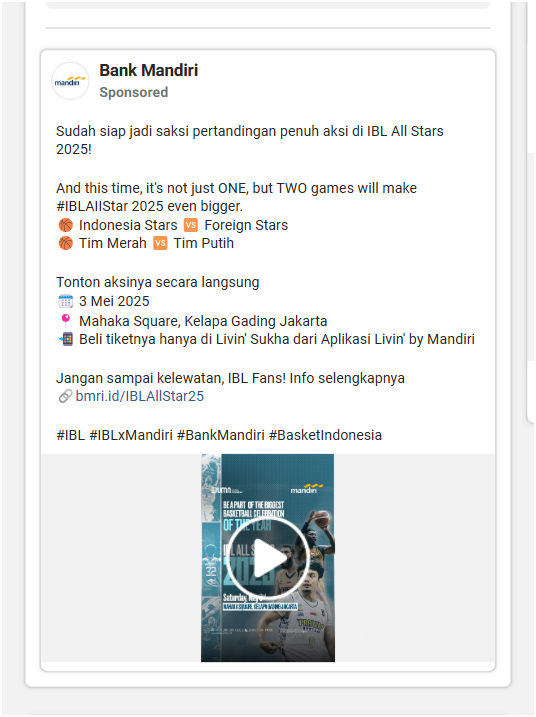 mandiri
Bank Mandiri
Sponsored
Sudah siap jadi saksi pertandingan penuh aksi di IBL All Stars
2025!
And this time, it's not just ONE, but TWO games will make
#IBLAllStar 2025 even bigger.
🏀 Indonesia Stars 🆚 Foreign Stars
🏀 Tim Merah 🆚 Tim Putih
Tonton aksinya secara langsung
🗓️ 3 Mei 2025
📍 Mahaka Square, Kelapa Gading Jakarta
📲 Beli tiketnya hanya di Livin' Sukha dari Aplikasi Livin' by Mandiri
Jangan sampai kelewatan, IBL Fans! Info selengkapnya
🔗 bmri.id/IBLAllStar25
#IBL #IBLxMandiri #BankMandiri #BasketIndonesia
mandiri
BE A PART OF THE BIGGEST
BASKETBALL CELEBRATION
OF THE YEAR
IBL ALL
2025
Saturday,
MAHAKA SQUARE, KELAPA GADING JAKARTA